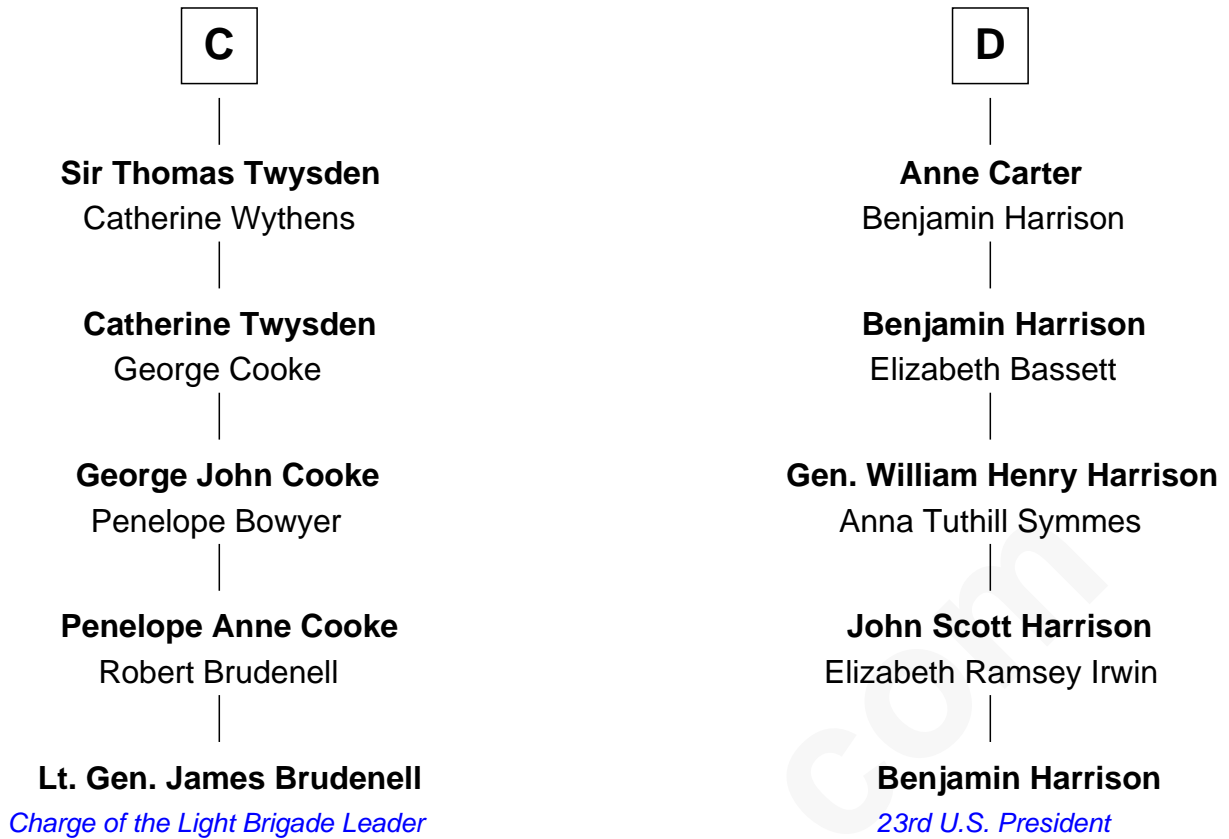 C
Sir Thomas Twysden
Catherine Wythens
Catherine Twysden
George Cooke
George John Cooke
Penelope Bowyer
Penelope Anne Cooke
Robert Brudenell
Lt. Gen. James Brudenell
Charge of the Light Brigade Leader
D
Anne Carter
Benjamin Harrison
Benjamin Harrison
Elizabeth Bassett
Gen. William Henry Harrison
Anna Tuthill Symmes
John Scott Harrison
Elizabeth Ramsey Irwin
Benjamin Harrison
23rd U.S. President
com